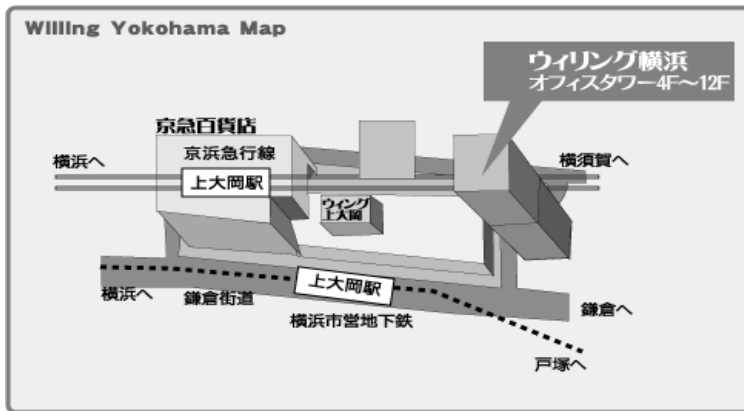 Willing Yokohama Map
ウィリング横浜
オフィスタワー4F〜12F
京急百貨店
京浜急行線
横浜へ
横須賀へ
上大岡駅
ウィング
上大岡
上大岡駅
横浜へ
鎌倉街道
横浜市営地下鉄
鎌倉へ
戸塚へ